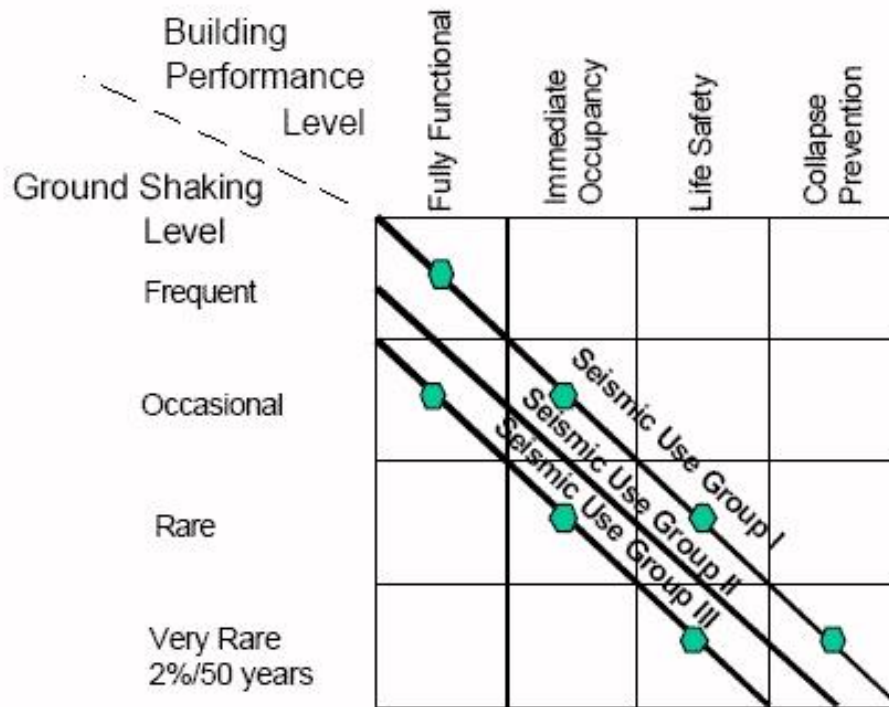 Building
Performance
Level
Ground Shaking
Level
Fully Functional
Immediate
Occupancy
Life Safety
Collapse
Prevention
Frequent
Occasional
Rare
Very Rare
2%/50 years
Seismic Use Group I
Seismic Use Group II
Seismic Use Group III